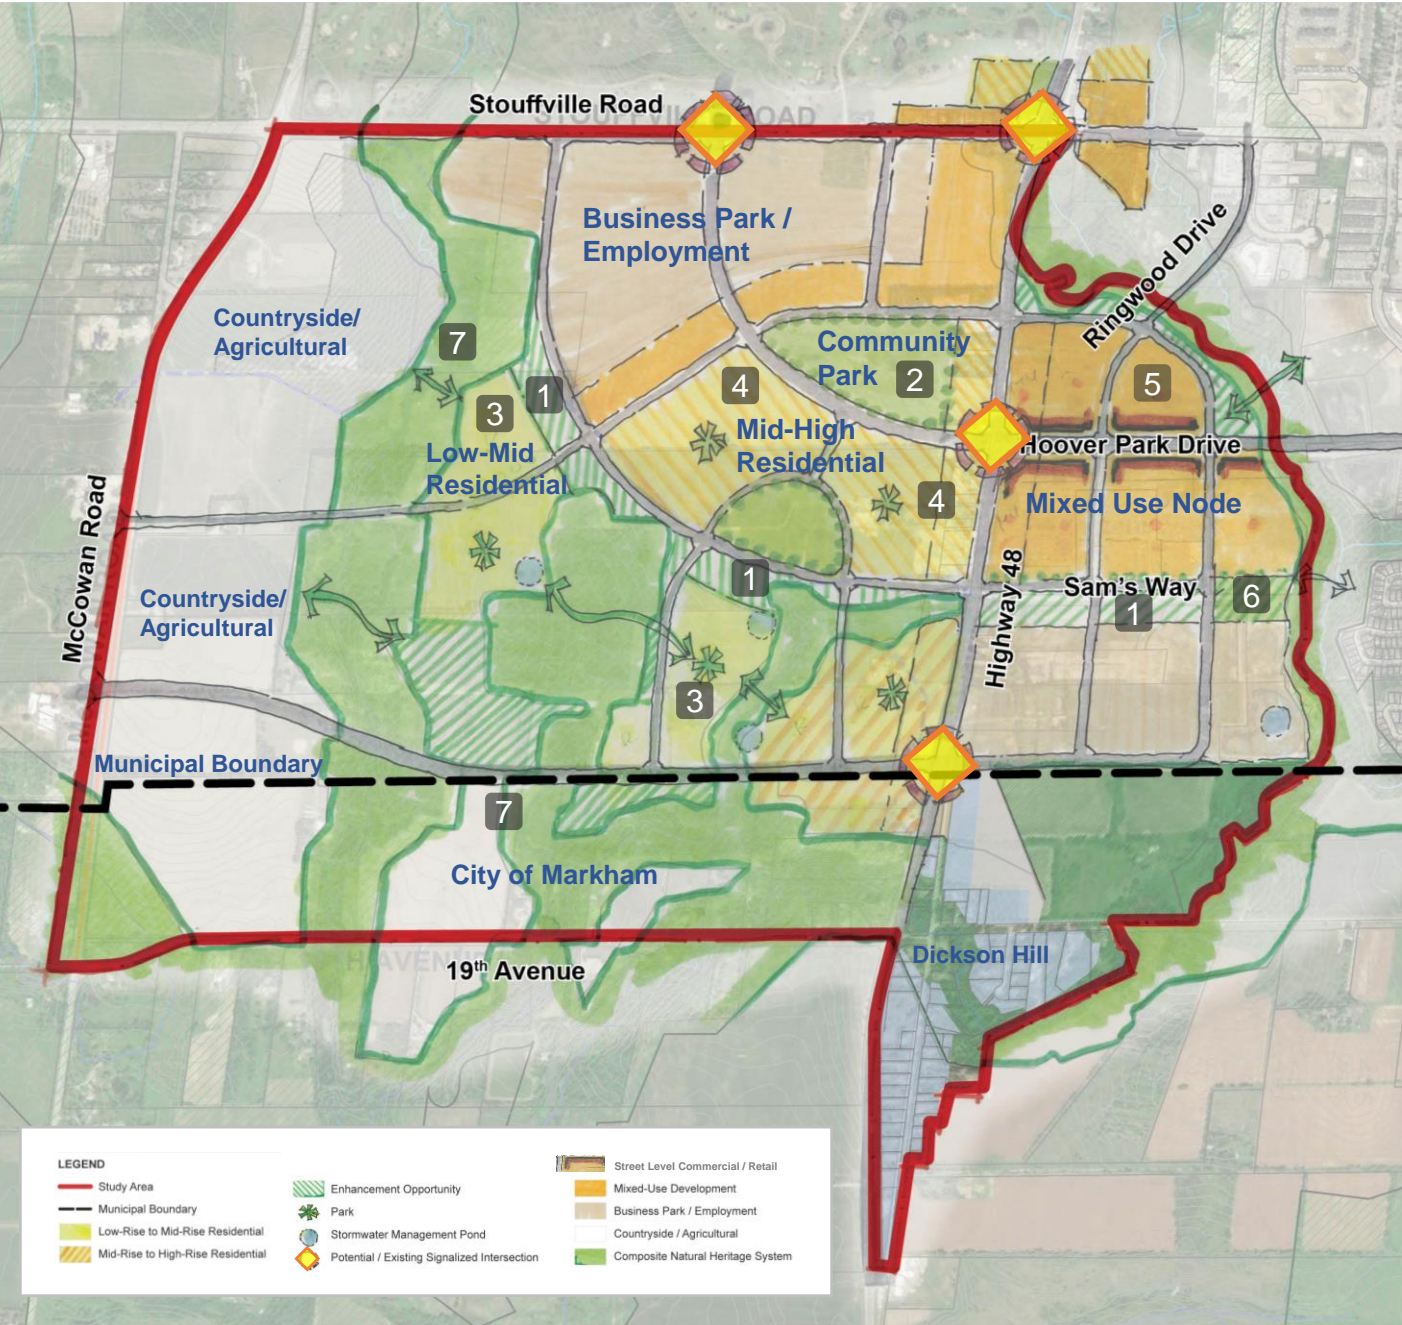 Stouffville Road
Business Park /
Employment
Ringwood Drive
Countryside/
Agricultural
7
Community
Park
2
1
3
4
5
Low-Mid
Residential
Mid-High
Residential
Hoover Park Drive
4
Mixed Use Node
McCowan Road
Countryside/
Agricultural
1
Highway 48
Sam's Way
1
6
3
Municipal Boundary
7
City of Markham
Dickson Hill
19th Avenue
LEGEND
Study Area
Municipal Boundary
Low-Rise to Mid-Rise Residential
Mid-Rise to High-Rise Residential
Enhancement Opportunity
Park
Stormwater Management Pond
Potential / Existing Signalized Intersection
Street Level Commercial / Retail
Mixed-Use Development
Business Park / Employment
Countryside / Agricultural
Composite Natural Heritage System